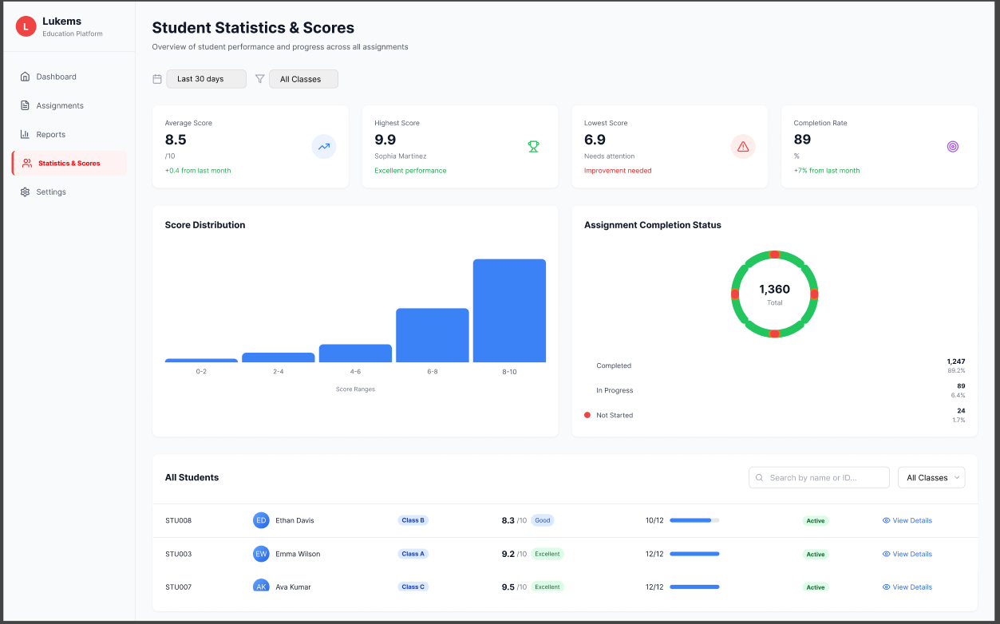 L
Lukems
Education Platform
Dashboard
Assignments
Reports
Statistics & Scores
Settings
Student Statistics & Scores
Overview of student performance and progress across all assignments
Last 30 days
All Classes
Average Score
8.5
/10
+0.4 from last month
Highest Score
9.9
Sophia Martinez
Excellent performance
Lowest Score
6.9
Needs attention
Improvement needed
Completion Rate
89
%
+7% from last month
Score Distribution
0-2 2-4 4-6 6-8 8-10
Score Ranges
Assignment Completion Status
1,360
Total
Completed 1,247
89.2%
In Progress 89
6.4%
Not Started 24
1.7%
All Students
Search by name or ID...
All Classes
STU008 ED Ethan Davis Class B 8.3 /10 Good 10/12 Active View Details
STU003 EW Emma Wilson Class A 9.2 /10 Excellent 12/12 Active View Details
STU007 AK Ava Kumar Class C 9.5 /10 Excellent 12/12 Active View Details